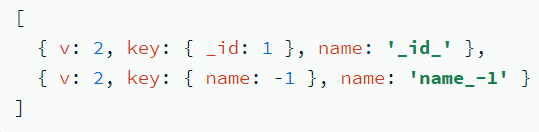 [
{ v: 2, key: { _id: 1 }, name: '_id_' },
{ v: 2, key: { name: -1 }, name: 'name_-1' }
]